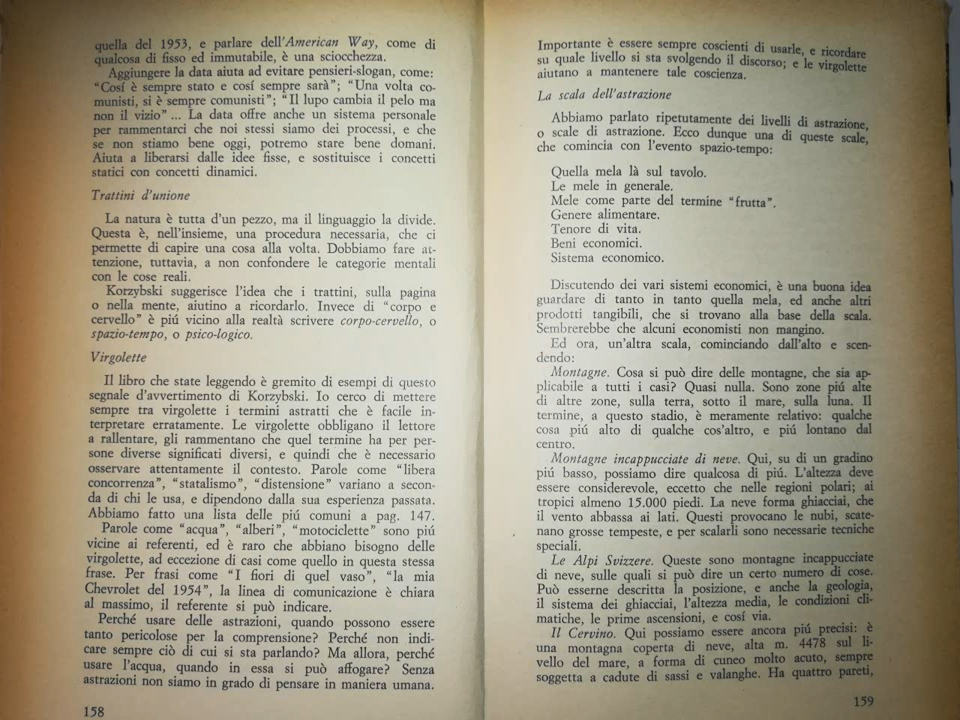 quella del 1953, e parlare dell'American Way, come di
qualcosa di fisso ed immutabile, è una sciocchezza.
Aggiungere la data aiuta ad evitare pensieri-slogan, come:
"Cosí è sempre stato e cosí sempre sarà"; "Una volta co-
munisti, si è sempre comunisti"; "Il lupo cambia il pelo ma
non il vizio"... La data offre anche un sistema personale
per rammentarci che noi stessi siamo dei processi, e che
se non stiamo bene oggi, potremo stare bene domani.
Aiuta a liberarsi dalle idee fisse, e sostituisce i concetti
statici con concetti dinamici.
Trattini d'unione
La natura è tutta d'un pezzo, ma il linguaggio la divide.
Questa è, nell'insieme, una procedura necessaria, che ci
permette di capire una cosa alla volta. Dobbiamo fare at-
tenzione, tuttavia, a non confondere le categorie mentali
con le cose reali.
Korzybski suggerisce l'idea che i trattini, sulla pagina
o nella mente, aiutino a ricordarlo. Invece di "corpo e
cervello" è piú vicino alla realtà scrivere corpo-cervello, o
spazio-tempo, o psico-logico.
Virgolette
Il libro che state leggendo è gremito di esempi di questo
segnale d'avvertimento di Korzybski. Io cerco di mettere
sempre tra virgolette i termini astratti che è facile in-
terpretare erratamente. Le virgolette obbligano il lettore
a rallentare, gli rammentano che quel termine ha per per-
sone diverse significati diversi, e quindi che è necessario
osservare attentamente il contesto. Parole come "libera
concorrenza", "statalismo", "distensione" variano a secon-
da di chi le usa, e dipendono dalla sua esperienza passata.
Abbiamo fatto una lista delle piú comuni a pag. 147.
Parole come "acqua", "alberi", "motociclette" sono piú
vicine ai referenti, ed è raro che abbiano bisogno delle
virgolette, ad eccezione di casi come quello in questa stessa
frase. Per frasi come "I fiori di quel vaso", "la mia
Chevrolet del 1954", la linea di comunicazione è chiara
al massimo, il referente si può indicare.
Perché usare delle astrazioni, quando possono essere
tanto pericolose per la comprensione? Perché non indi-
care sempre ciò di cui si sta parlando? Ma allora, perché
usare l'acqua, quando in essa si può affogare? Senza
astrazioni non siamo in grado di pensare in maniera umana.
158
Importante è essere sempre coscienti di usarle, e ricordare
su quale livello si sta svolgendo il discorso; e le virgolette
aiutano a mantenere tale coscienza.
La scala dell'astrazione
Abbiamo parlato ripetutamente dei livelli di astrazione,
o scale di astrazione. Ecco dunque una di queste scale,
che comincia con l'evento spazio-tempo:
Quella mela là sul tavolo.
Le mele in generale.
Mele come parte del termine "frutta".
Genere alimentare.
Tenore di vita.
Beni economici.
Sistema economico.
Discutendo dei vari sistemi economici, è una buona idea
guardare di tanto in tanto quella mela, ed anche altri
prodotti tangibili, che si trovano alla base della scala.
Sembrerebbe che alcuni economisti non mangino.
Ed ora, un'altra scala, cominciando dall'alto e scen-
dendo:
Montagne. Cosa si può dire delle montagne, che sia ap-
plicabile a tutti i casi? Quasi nulla. Sono zone piú alte
di altre zone, sulla terra, sotto il mare, sulla luna. Il
termine, a questo stadio, è meramente relativo: qualche
cosa piú alto di qualche cos'altro, e piú lontano dal
centro.
Montagne incappucciate di neve. Qui, su di un gradino
piú basso, possiamo dire qualcosa di piú. L'altezza deve
essere considerevole, eccetto che nelle regioni polari; ai
tropici almeno 15.000 piedi. La neve forma ghiacciai, che
il vento abbassa ai lati. Questi provocano le nubi, scate-
nano grosse tempeste, e per scalarli sono necessarie tecniche
speciali.
Le Alpi Svizzere. Queste sono montagne incappucciate
di neve, sulle quali si può dire un certo numero di cose.
Può esserne descritta la posizione, e anche la geologia,
il sistema dei ghiacciai, l'altezza media, le condizioni cli-
matiche, le prime ascensioni, e cosí via.
Il Cervino. Qui possiamo essere ancora piú precisi: è
una montagna coperta di neve, alta m. 4478 sul li-
vello del mare, a forma di cuneo molto acuto, sempre
soggetta a cadute di sassi e valanghe. Ha quattro pareti,
159